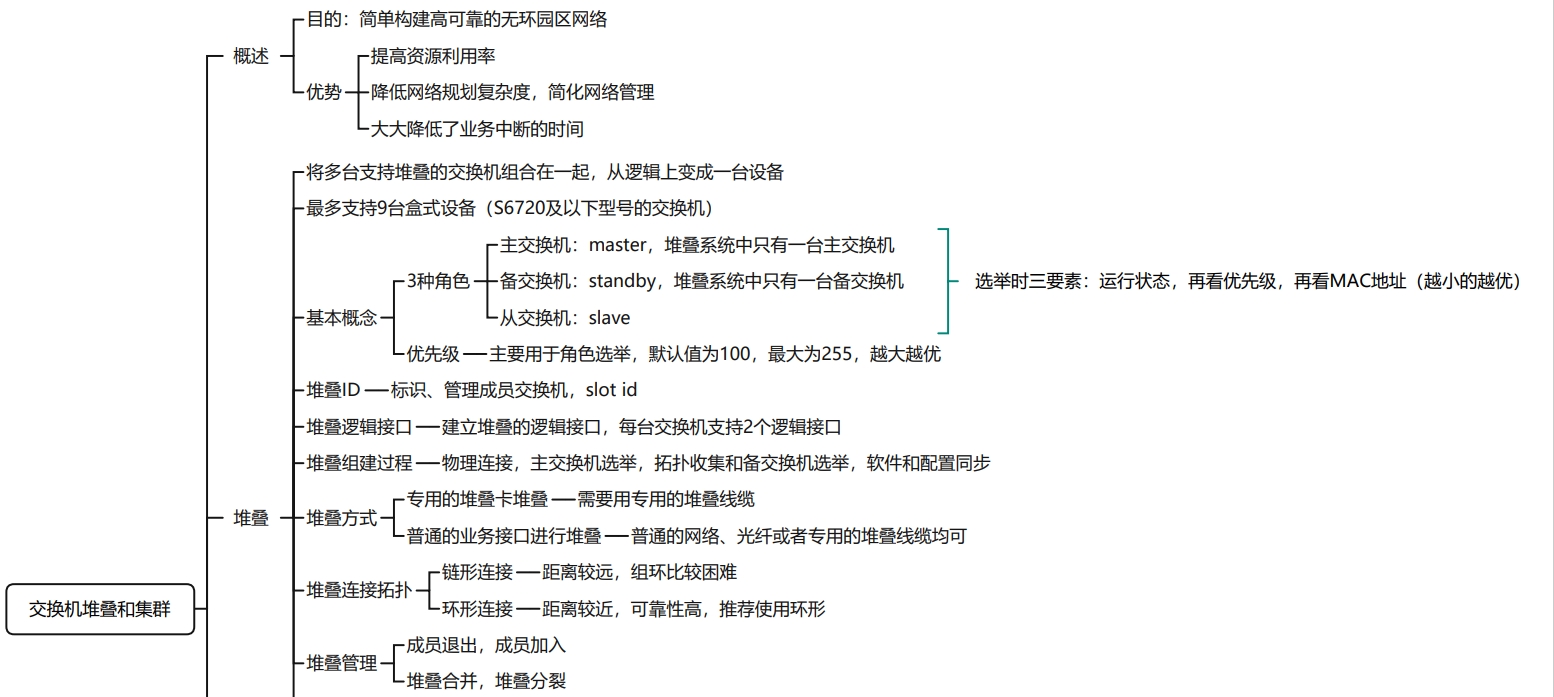 目的：简单构建高可靠的无环园区网络
概述
提高资源利用率
优势
降低网络规划复杂度，简化网络管理
大大降低了业务中断的时间
将多台支持堆叠的交换机组合在一起，从逻辑上变成一台设备
最多支持9台盒式设备（S6720及以下型号的交换机）
主交换机：master，堆叠系统中只有一台主交换机
3种角色
备交换机：standby，堆叠系统中只有一台备交换机
选举时三要素：运行状态，再看优先级，再看MAC地址（越小的越优）
从交换机：slave
基本概念
优先级
主要用于角色选举，默认值为100，最大为255，越大越优
堆叠ID
标识、管理成员交换机，slot id
堆叠逻辑接口
建立堆叠的逻辑接口，每台交换机支持2个逻辑接口
堆叠组建过程
物理连接，主交换机选举，拓扑收集和备交换机选举，软件和配置同步
堆叠
堆叠方式
专用的堆叠卡堆叠
需要用专用的堆叠线缆
普通的业务接口进行堆叠
普通的网络、光纤或者专用的堆叠线缆均可
堆叠连接拓扑
链形连接
距离较远，组环比较困难
环形连接
距离较近，可靠性高，推荐使用环形
交换机堆叠和集群
堆叠管理
成员退出，成员加入
堆叠合并，堆叠分裂